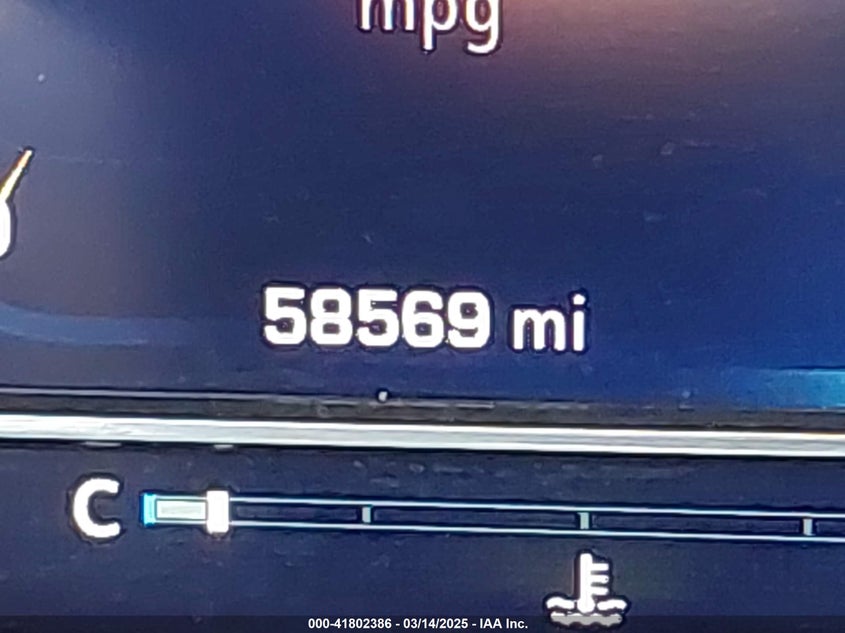 mpg
58569 mi
C
000-41802386 - 03/14/2025 - IAA Inc.